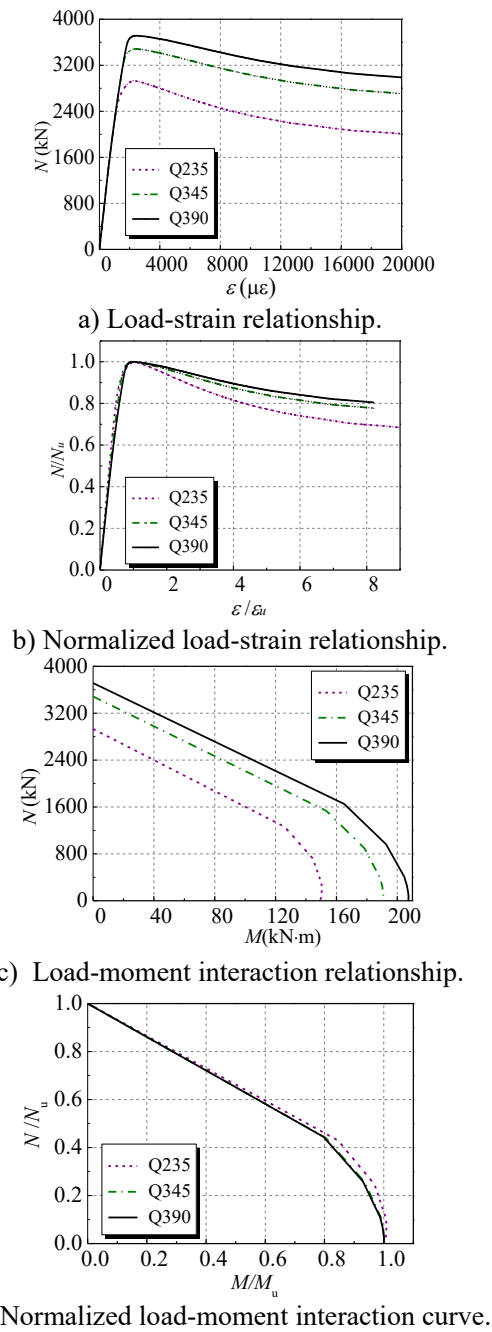 4000
3200
2400
1600
800
0
N (kN)
Q235
Q345
Q390
0 4000 8000 12000 16000 20000
ε (με)
a) Load-strain relationship.
1.0
0.8
0.6
0.4
0.2
0.0
N/Nu
Q235
Q345
Q390
2 4 6 8
ε/εu
b) Normalized load-strain relationship.
4000
3200
2400
1600
800
0
N (kN)
Q235
Q345
Q390
0 40 80 120 160 200
M(kN·m)
c) Load-moment interaction relationship.
1.0
0.8
0.6
0.4
0.2
0.0
N/Nu
Q235
Q345
Q390
0.0 0.2 0.4 0.6 0.8 1.0
M/Mu
Normalized load-moment interaction curve.